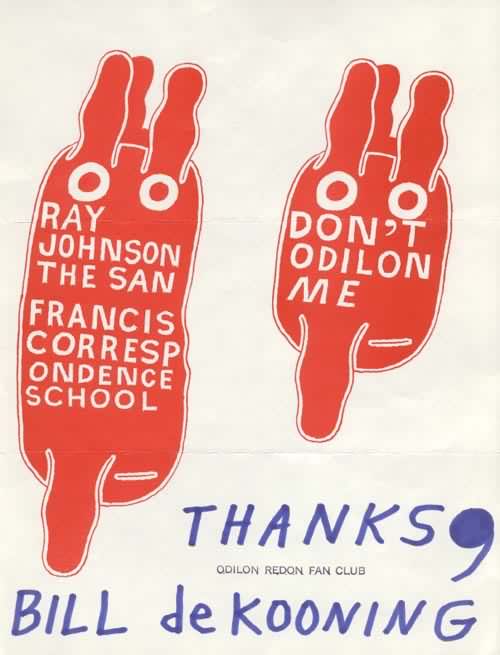 RAY
JOHNSON
THE SAN
FRANCIS
CORRESP
ONDENCE
SCHOOL
DON'T
ODILON
ME
THANKS,
ODILON REDON FAN CLUB
BILL de KOONING